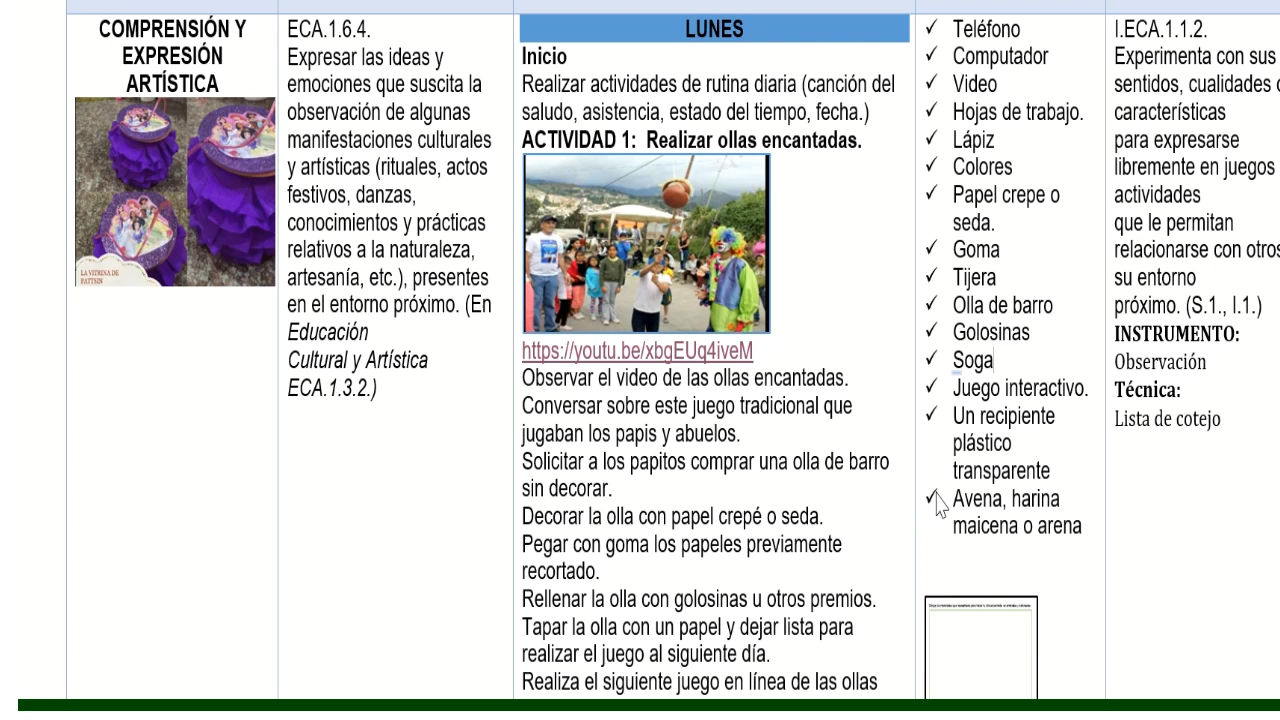 COMPRENSIÓN Y
EXPRESIÓN
ARTÍSTICA
LA VITRINA DE
ECA.1.6.4.
Expresar las ideas y
emociones que suscita la
observación de algunas
manifestaciones culturales
y artísticas (rituales, actos
festivos, danzas,
conocimientos y prácticas
relativos a la naturaleza,
artesanía, etc.), presentes
en el entorno próximo. (En
Educación
Cultural y Artística
ECA.1.3.2.)
LUNES
Inicio
Realizar actividades de rutina diaria (canción del
saludo, asistencia, estado del tiempo, fecha.)
ACTIVIDAD 1: Realizar ollas encantadas.
https://youtu.be/xbgEUq4iveM
Observar el video de las ollas encantadas.
Conversar sobre este juego tradicional que
jugaban los papis y abuelos.
Solicitar a los papitos comprar una olla de barro
sin decorar.
Decorar la olla con papel crepé o seda.
Pegar con goma los papeles previamente
recortado.
Rellenar la olla con golosinas u otros premios.
Tapar la olla con un papel y dejar lista para
realizar el juego al siguiente día.
Realiza el siguiente juego en línea de las ollas
✓ Teléfono
✓ Computador
✓ Video
✓ Hojas de trabajo.
✓ Lápiz
✓ Colores
✓ Papel crepe o
seda.
✓ Goma
✓ Tijera
✓ Olla de barro
✓ Golosinas
✓ Soga
✓ Juego interactivo.
✓ Un recipiente
plástico
transparente
✓ Avena, harina
maicena o arena
I.ECA.1.1.2.
Experimenta con sus
sentidos, cualidades
características
para expresarse
libremente en juegos
actividades
que le permitan
relacionarse con otros
su entorno
próximo. (S.1., I.1.)
INSTRUMENTO:
Observación
Técnica:
Lista de cotejo